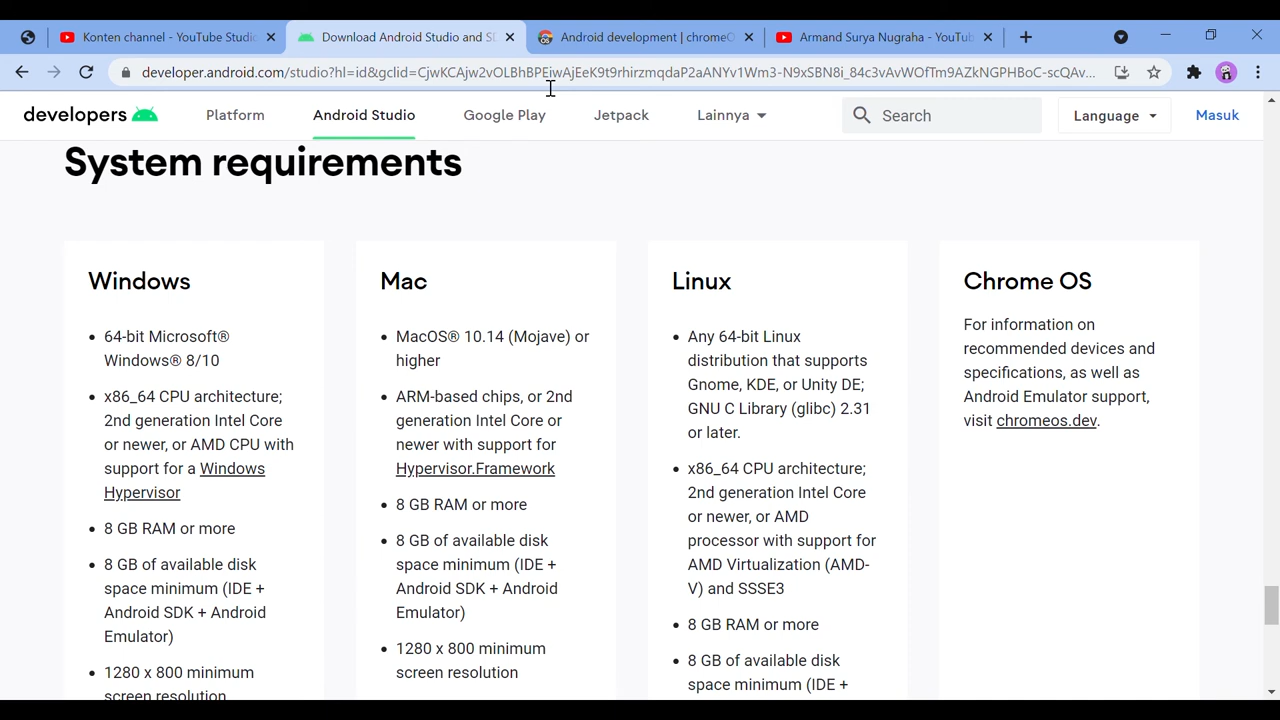 Konten channel - YouTube Studio
Download Android Studio and SD
Android development | chromeO
Armand Surya Nugraha - YouTub
developer.android.com/studio?hl=id&gclid=CjwKCAjw2vOLBhBPEiwAjEeK9t9rhirzmqdaP2aANYv1Wm3-N9xSBN8i_84c3vAvWOfTm9AZkNGPHBoC-scQAv...
developers
Platform
Android Studio
Google Play
Jetpack
Lainnya
Search
Language
Masuk
System requirements
Windows
64-bit Microsoft®
Windows® 8/10
x86_64 CPU architecture;
2nd generation Intel Core
or newer, or AMD CPU with
support for a Windows
Hypervisor
8 GB RAM or more
8 GB of available disk
space minimum (IDE +
Android SDK + Android
Emulator)
1280 x 800 minimum
screen resolution
Mac
MacOS® 10.14 (Mojave) or
higher
ARM-based chips, or 2nd
generation Intel Core or
newer with support for
Hypervisor.Framework
8 GB RAM or more
8 GB of available disk
space minimum (IDE +
Android SDK + Android
Emulator)
1280 x 800 minimum
screen resolution
Linux
Any 64-bit Linux
distribution that supports
Gnome, KDE, or Unity DE;
GNU C Library (glibc) 2.31
or later.
x86_64 CPU architecture;
2nd generation Intel Core
or newer, or AMD
processor with support for
AMD Virtualization (AMD-
V) and SSSE3
8 GB RAM or more
8 GB of available disk
space minimum (IDE +
Chrome OS
For information on
recommended devices and
specifications, as well as
Android Emulator support,
visit chromeos.dev.